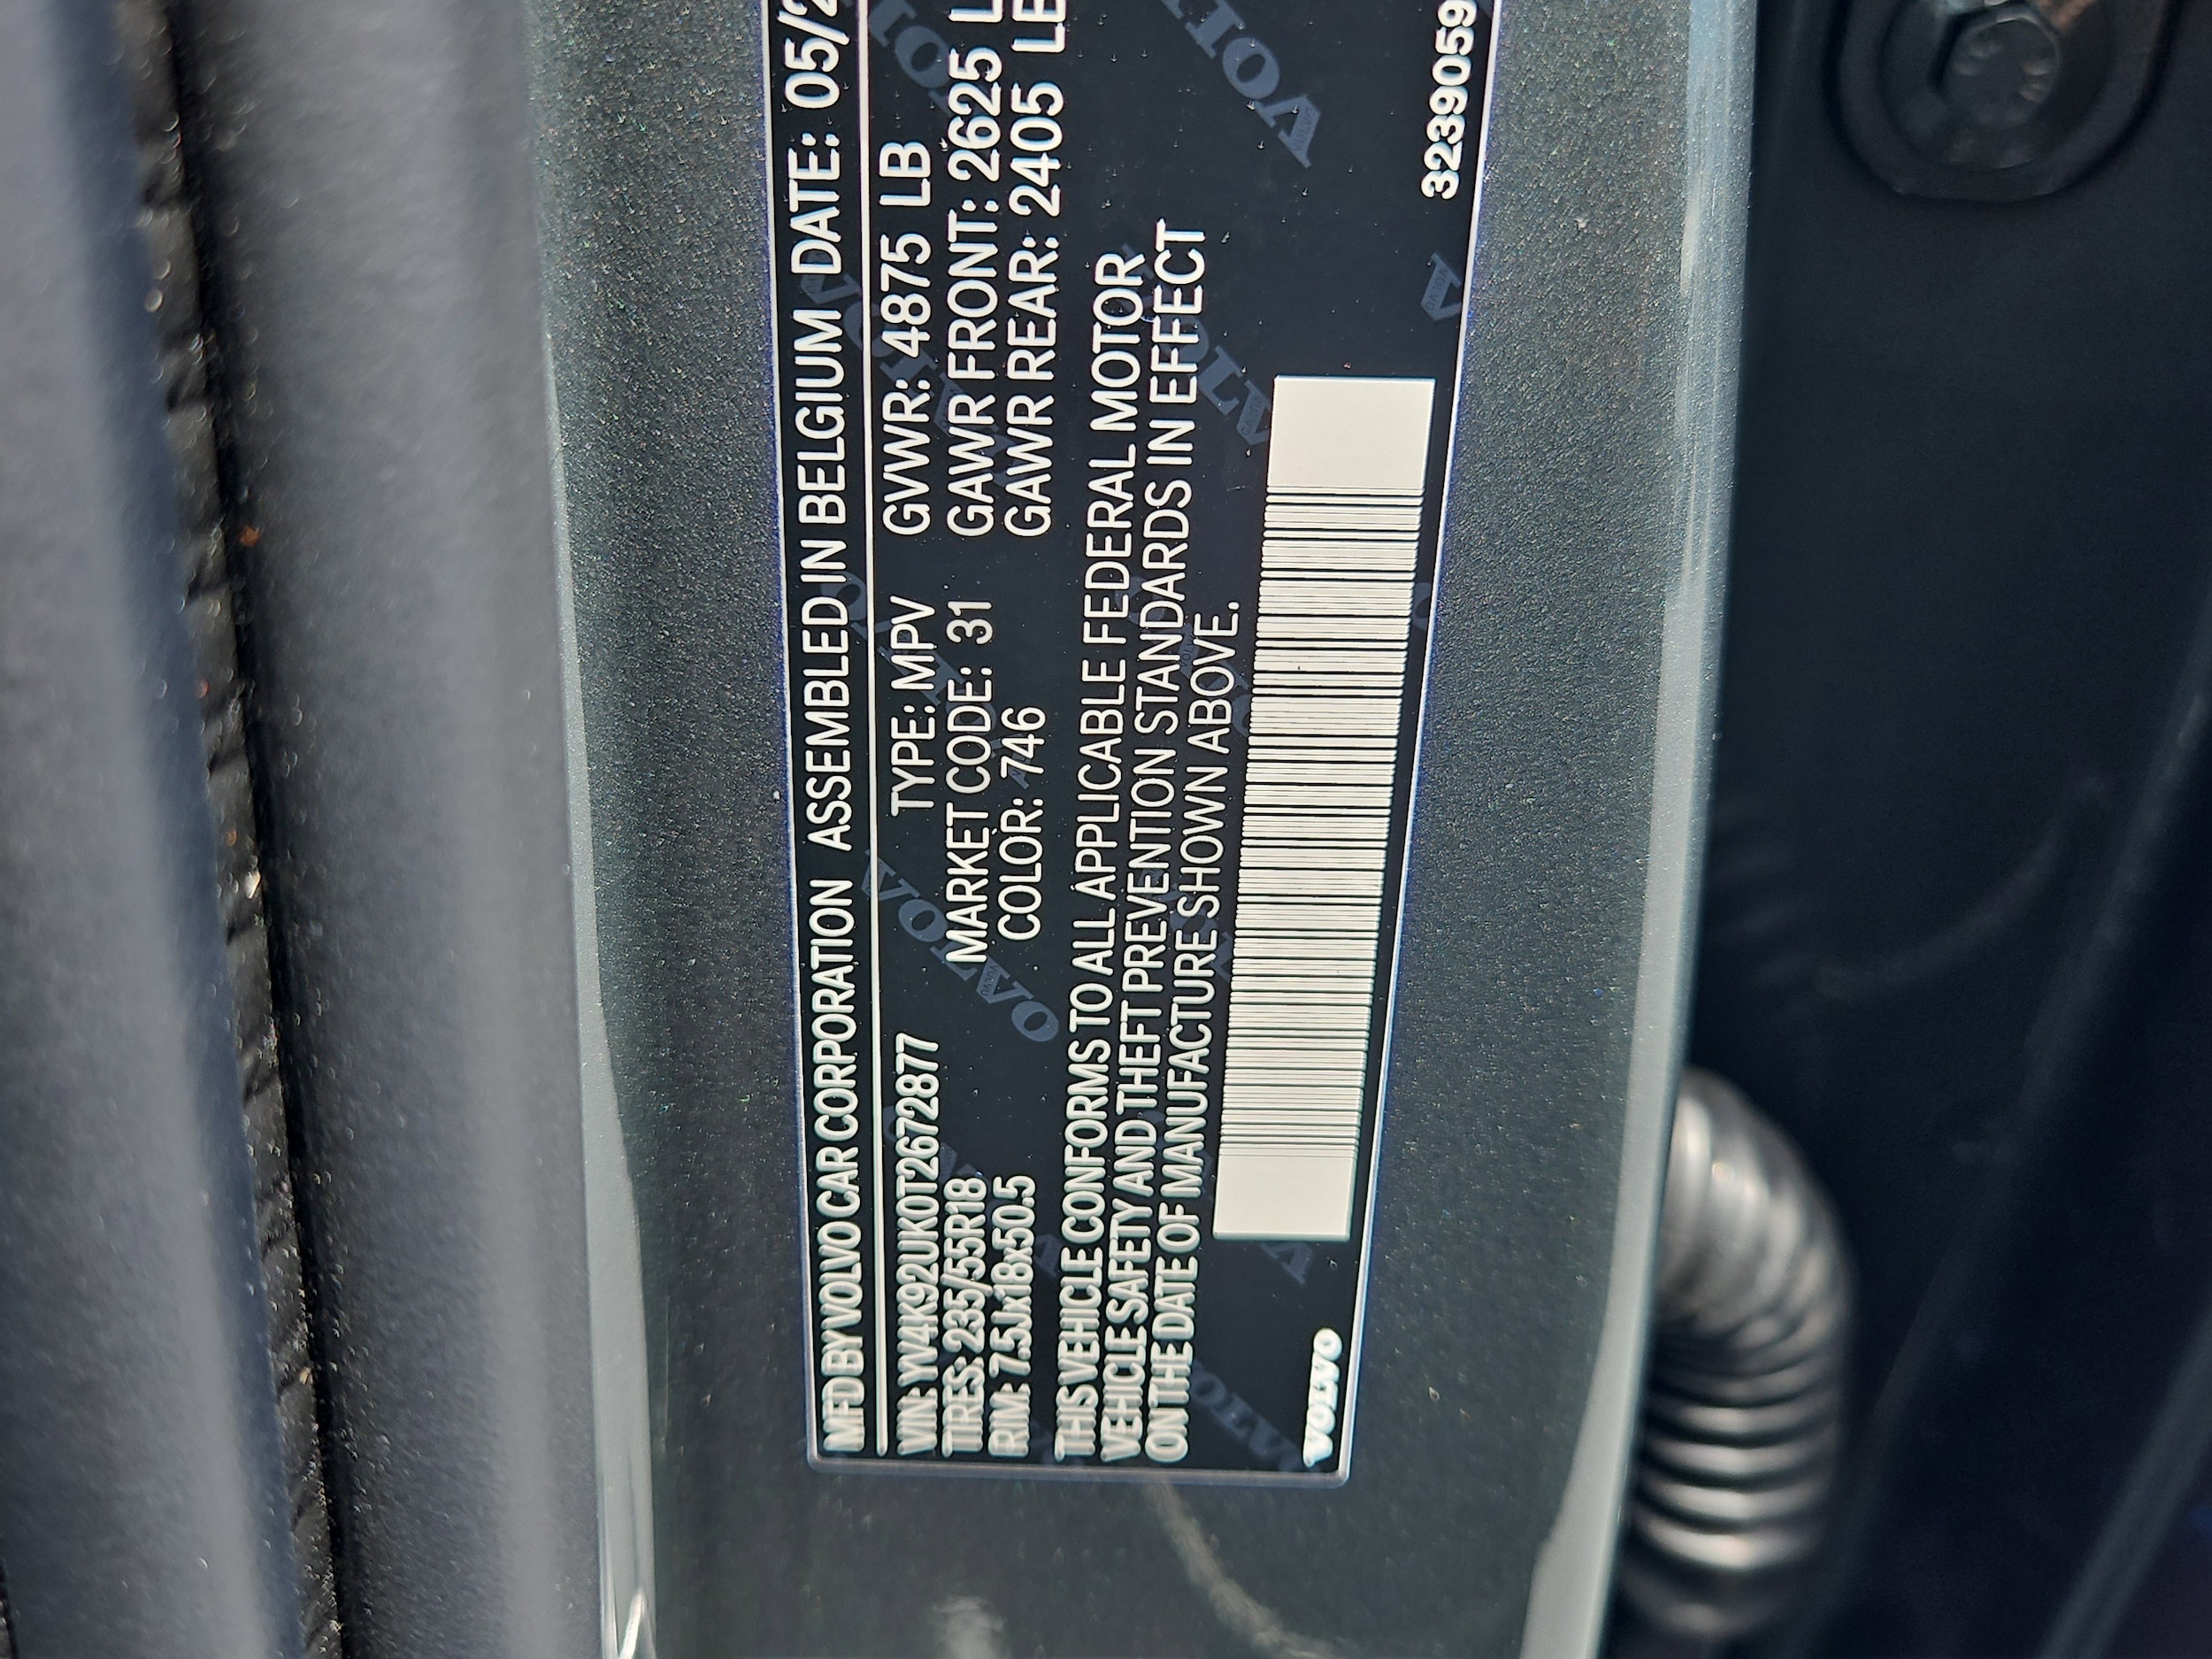 MFD BY VOLVO CAR CORPORATION ASSEMBLED IN BELGIUM DATE: 05/2
VIN: YV4K92UK0T2672877 TYPE: MPV GVWR: 4875 LB
TIRES: 235/55R18 MARKET CODE: 31 GAWR FRONT: 2625 L
RIM: 7.5Jx18x50.5 COLOR: 746 GAWR REAR: 2405 LB
THIS VEHICLE CONFORMS TO ALL APPLICABLE FEDERAL MOTOR
VEHICLE SAFETY AND THEFT PREVENTION STANDARDS IN EFFECT
ON THE DATE OF MANUFACTURE SHOWN ABOVE.
VOLVO 3239059